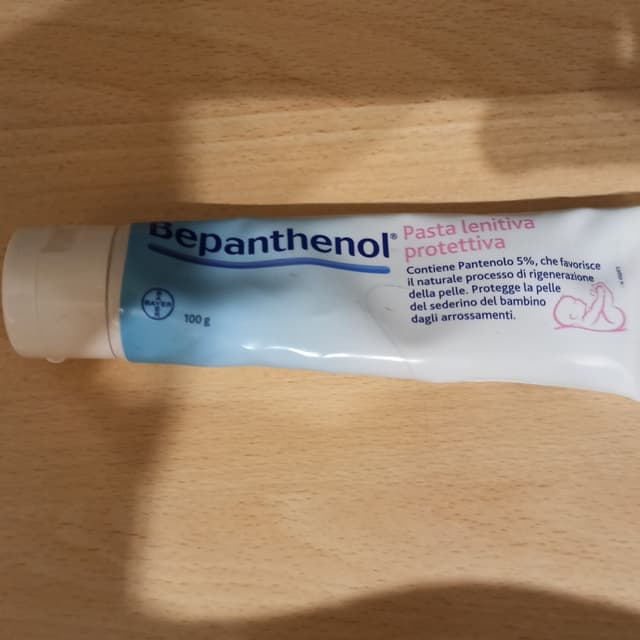 Bepanthenol®
Pasta lenitiva
protettiva
Contiene Pantenolo 5%, che favorisce
il naturale processo di rigenerazione
della pelle. Protegge la pelle
del sederino del bambino
dagli arrossamenti.
BAYER
100 g